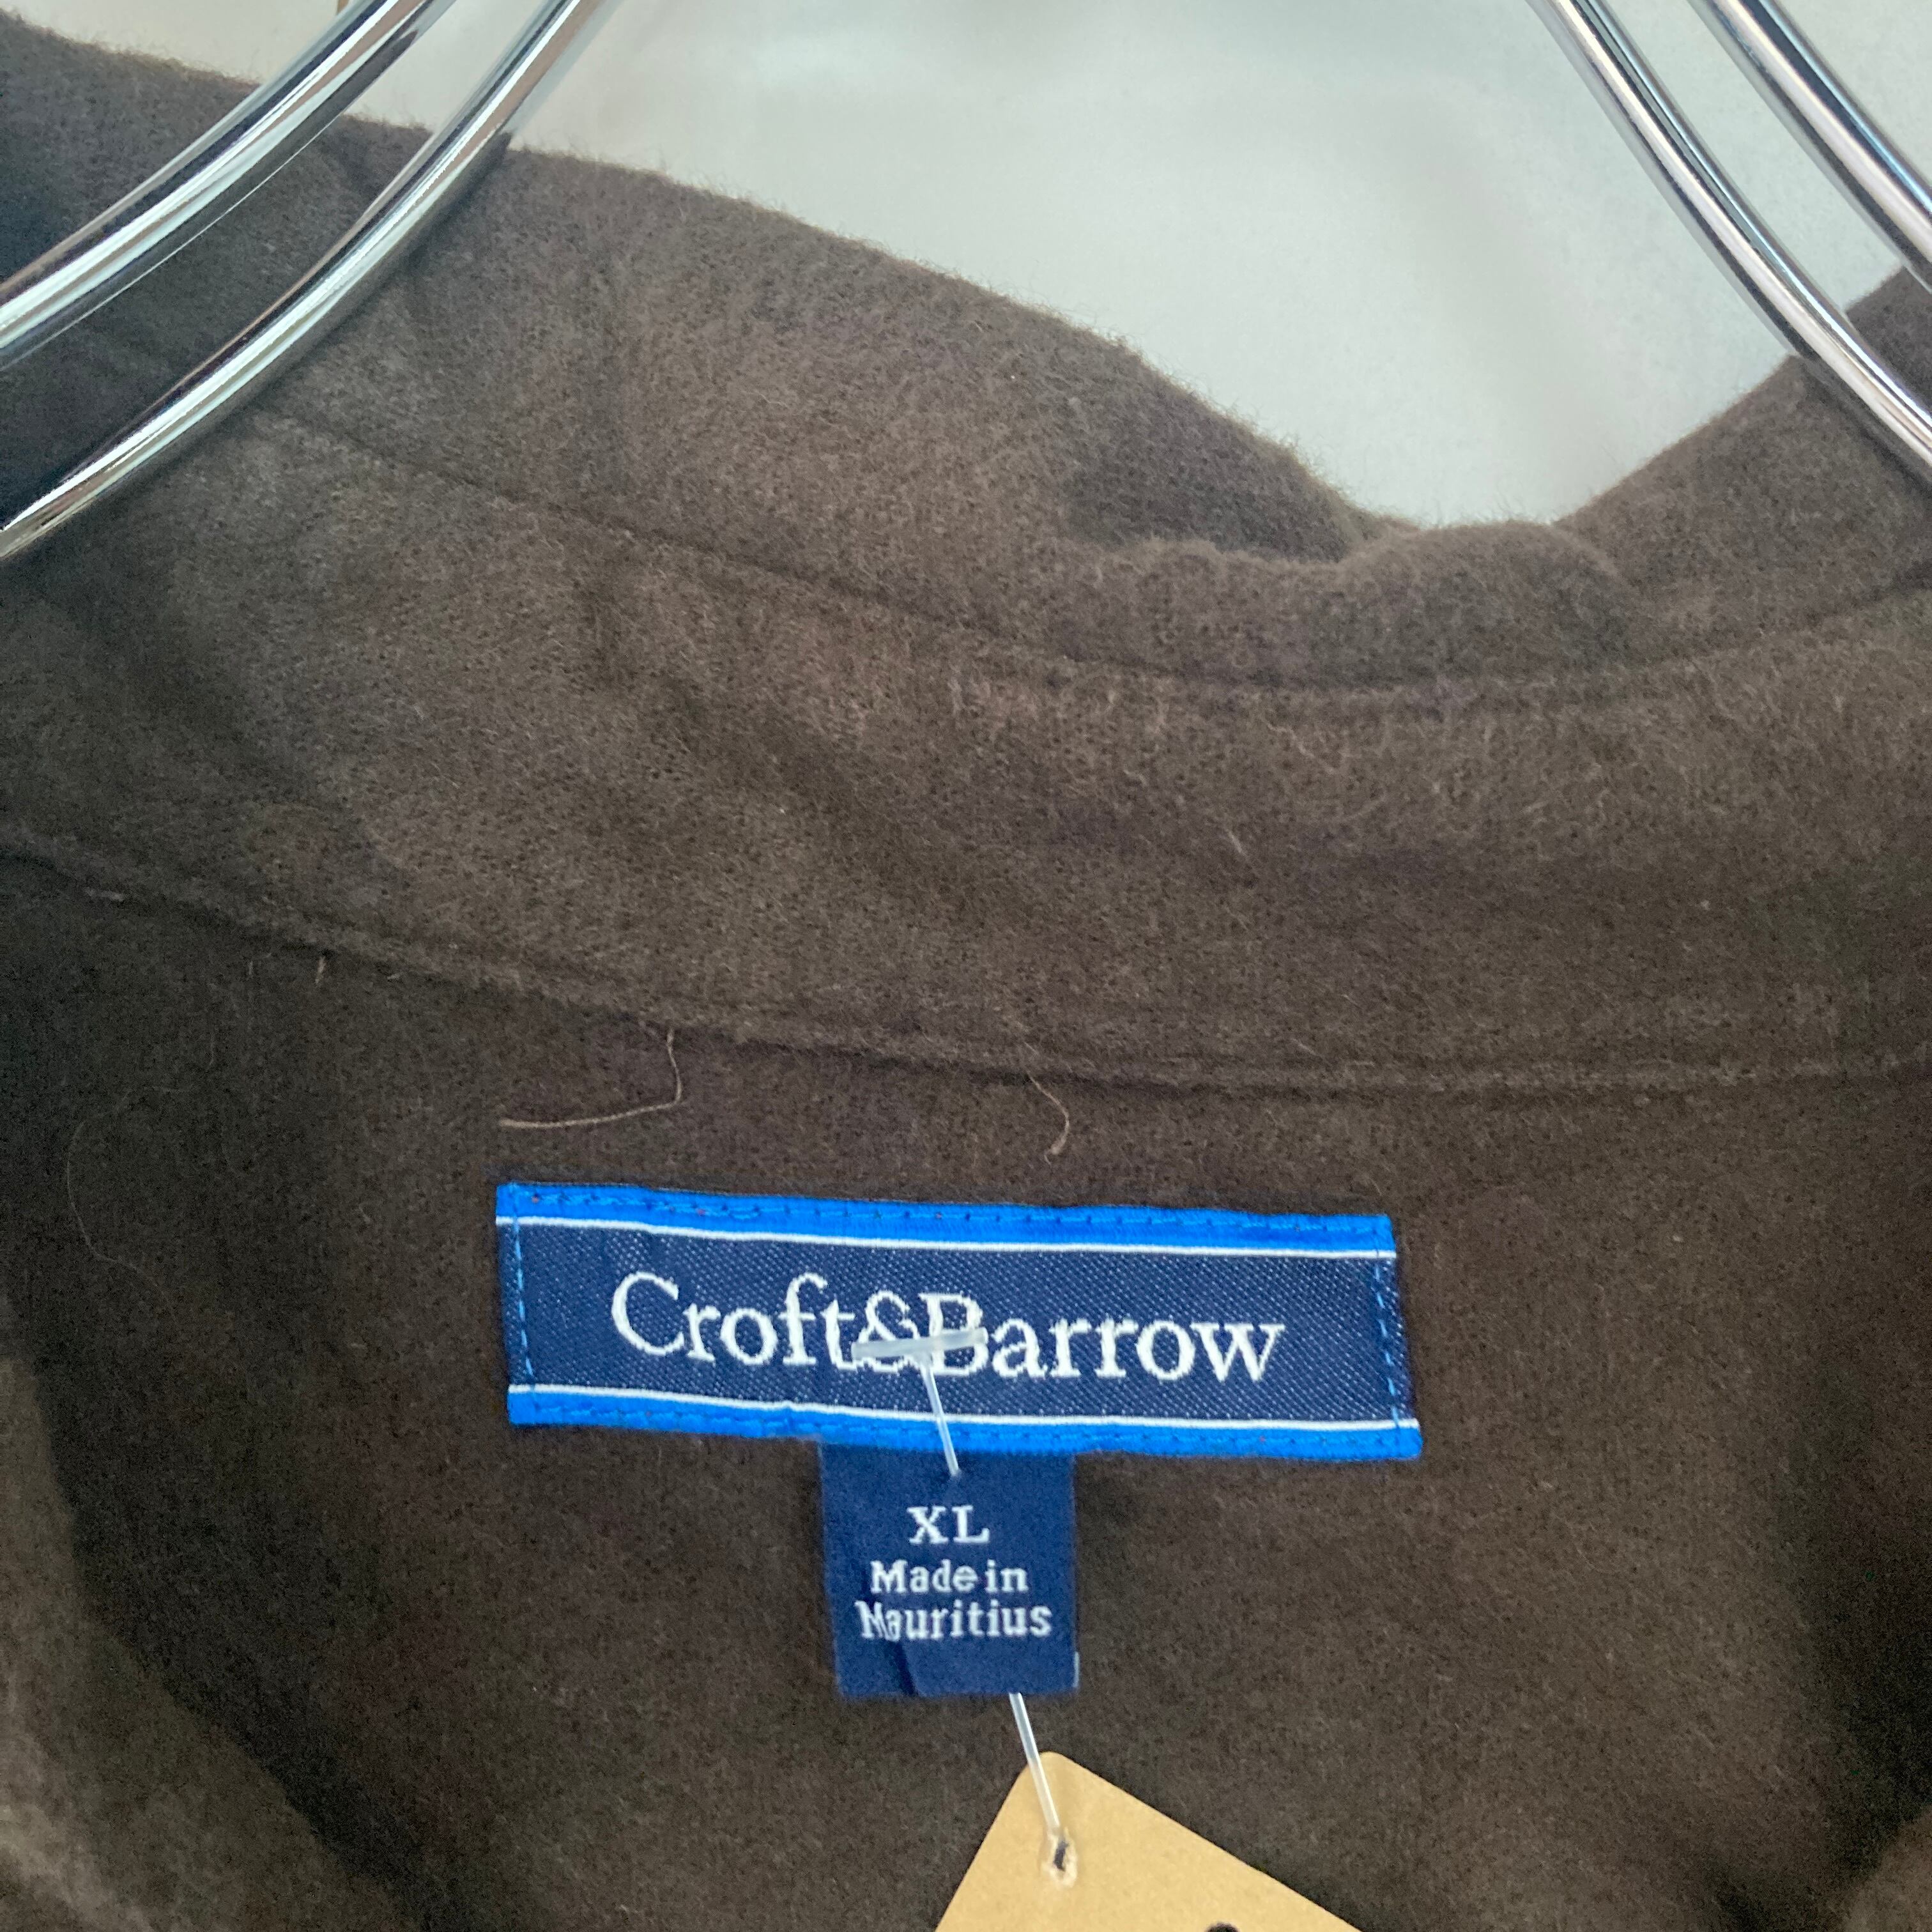 Croft&Barrow
XL
Made in
Mauritius